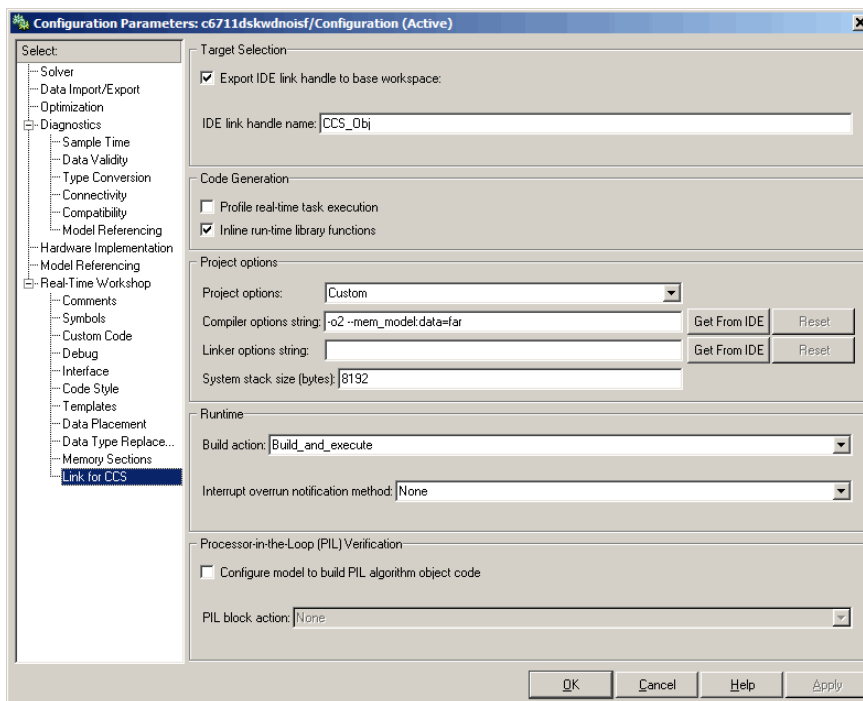 Configuration Parameters: c6711dskwdnoisf/Configuration (Active)
Select:
Solver
Data Import/Export
Optimization
Diagnostics
Sample Time
Data Validity
Type Conversion
Connectivity
Compatibility
Model Referencing
Hardware Implementation
Model Referencing
Real-Time Workshop
Comments
Symbols
Custom Code
Debug
Interface
Code Style
Templates
Data Placement
Data Type Replace...
Memory Sections
Link for CCS
Target Selection
Export IDE link handle to base workspace:
IDE link handle name: CCS_Obj
Code Generation
Profile real-time task execution
Inline run-time library functions
Project options
Project options: Custom
Compiler options string: -o2 --mem_model:data=far Get From IDE Reset
Linker options string: Get From IDE Reset
System stack size (bytes): 8192
Runtime
Build action: Build_and_execute
Interrupt overrun notification method: None
Processor-in-the-Loop (PIL) Verification
Configure model to build PIL algorithm object code
PIL block action: None
OK Cancel Help Apply